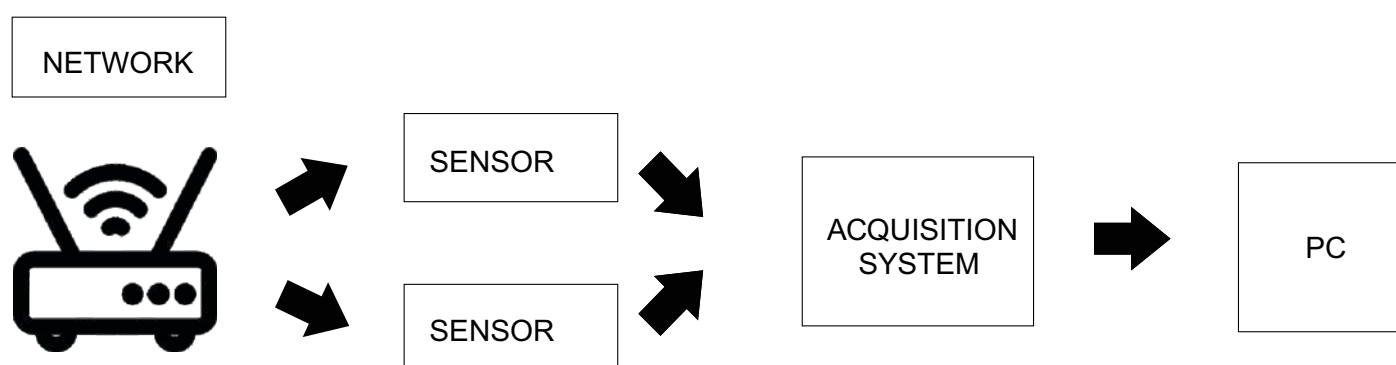 NETWORK
SENSOR
SENSOR
ACQUISITION
SYSTEM
PC